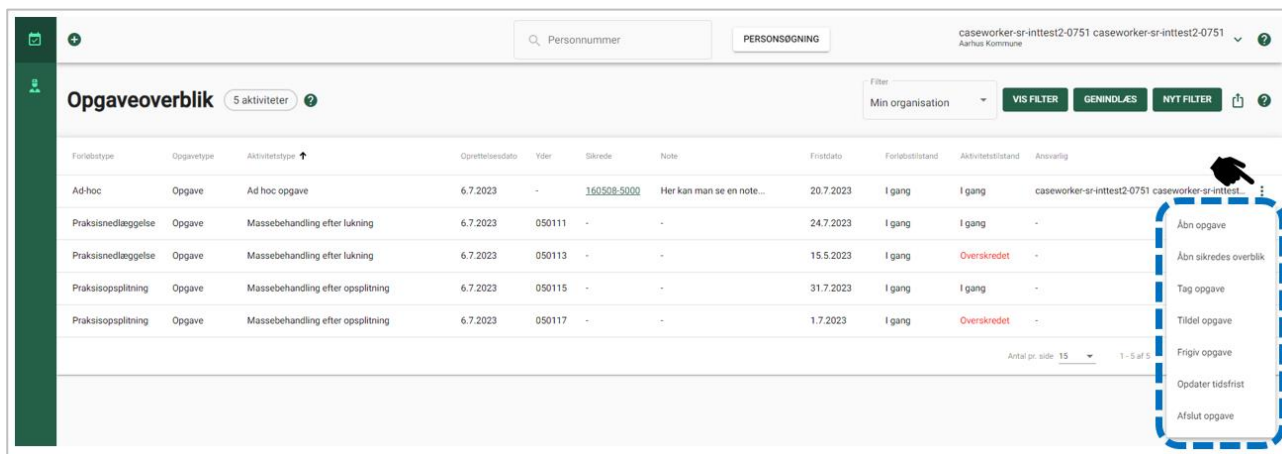 Personnummer PERSONSØGNING caseworker-sr-inttest2-0751 caseworker-sr-inttest2-0751
Aarhus Kommune
Opgaveoverblik 5 aktiviteter Filter Min organisation VIS FILTER GENINDLÆS NYT FILTER
Forløbstype Opgavetype Aktivitetstype Oprettelsesdato Yder Sikrede Note Fristdato Forløbstilstand Aktivitetstilstand Ansvarlig
Ad-hoc Opgave Ad hoc opgave 6.7.2023 - 160508-5000 Her kan man se en note... 20.7.2023 I gang I gang caseworker-sr-inttest2-0751 caseworker-sr-inttest...
Praksisnedlæggelse Opgave Massebehandling efter lukning 6.7.2023 050111 - - 24.7.2023 I gang I gang -
Praksisnedlæggelse Opgave Massebehandling efter lukning 6.7.2023 050113 - - 15.5.2023 I gang Overskredet -
Praksisopsplitning Opgave Massebehandling efter opsplitning 6.7.2023 050115 - - 31.7.2023 I gang I gang -
Praksisopsplitning Opgave Massebehandling efter opsplitning 6.7.2023 050117 - - 1.7.2023 I gang Overskredet -
Antal pr. side 15 1 - 5 af 5
Åbn opgave
Åbn sikredes overblik
Tag opgave
Tildel opgave
Frigiv opgave
Opdater tidsfrist
Afslut opgave